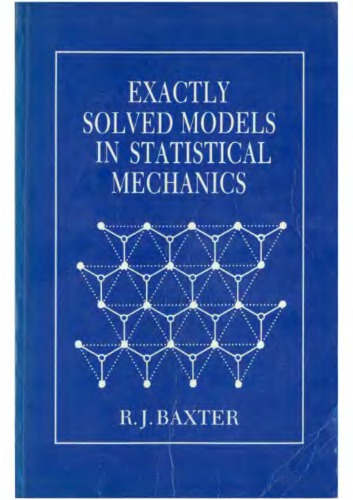 EXACTLY
SOLVED MODELS
IN STATISTICAL
MECHANICS
R.J.BAXTER